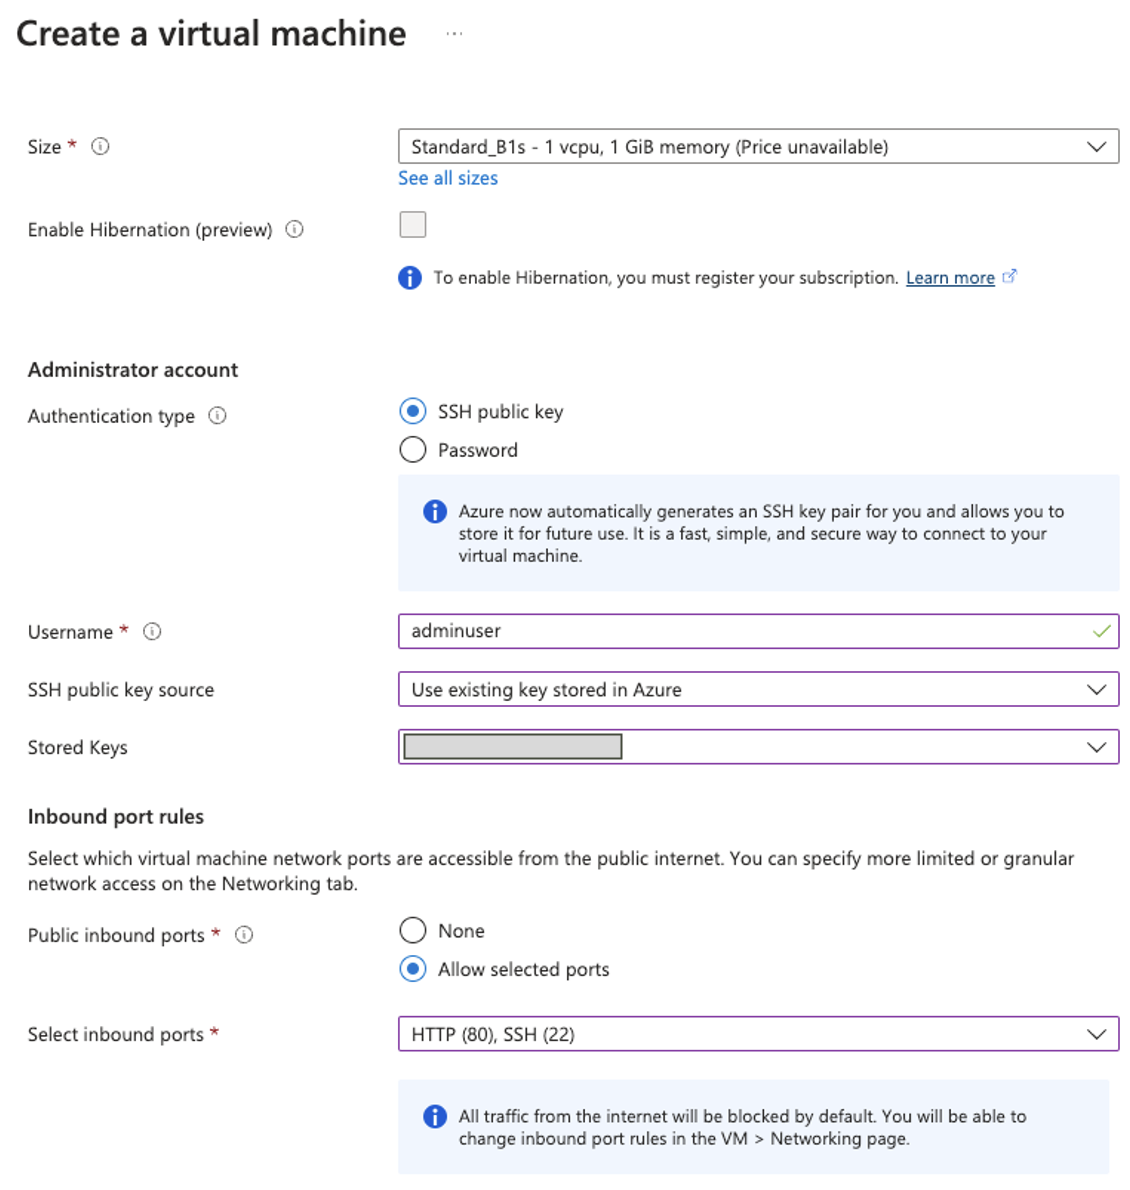 Create a virtual machine ...
Size *
Standard_B1s - 1 vcpu, 1 GiB memory (Price unavailable)
See all sizes
Enable Hibernation (preview)
To enable Hibernation, you must register your subscription. Learn more
Administrator account
Authentication type
SSH public key
Password
Azure now automatically generates an SSH key pair for you and allows you to
store it for future use. It is a fast, simple, and secure way to connect to your
virtual machine.
Username *
adminuser
SSH public key source
Use existing key stored in Azure
Stored Keys
Inbound port rules
Select which virtual machine network ports are accessible from the public internet. You can specify more limited or granular
network access on the Networking tab.
Public inbound ports *
None
Allow selected ports
Select inbound ports *
HTTP (80), SSH (22)
All traffic from the internet will be blocked by default. You will be able to
change inbound port rules in the VM > Networking page.